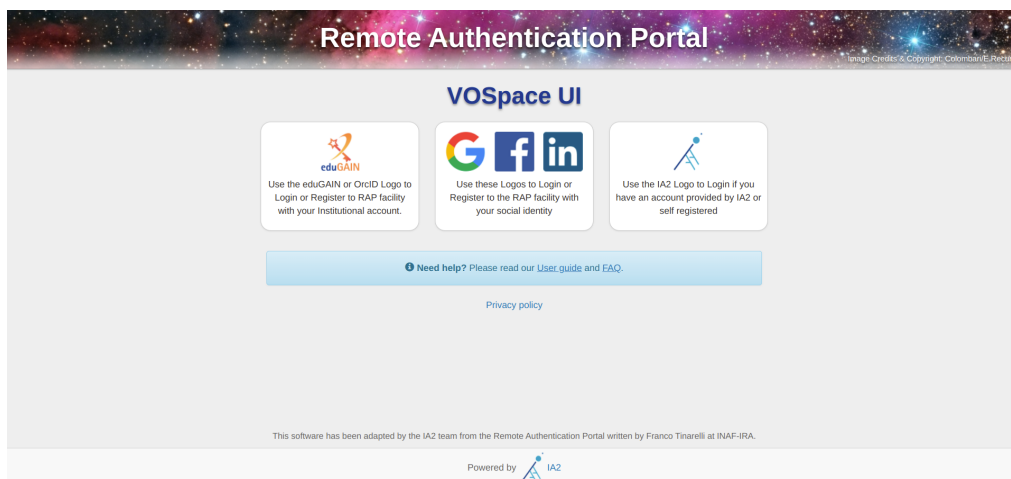 Remote Authentication Portal
Image Credits & Copyright: Colombari/E.Recu
VOSpace UI
eduGAIN
Use the eduGAIN or OrcID Logo to
Login or Register to RAP facility
with your Institutional account.
G f in
Use these Logos to Login or
Register to the RAP facility with
your social identity
Use the IA2 Logo to Login if you
have an account provided by IA2 or
self registered
Need help? Please read our User guide and FAQ.
Privacy policy
This software has been adapted by the IA2 team from the Remote Authentication Portal written by Franco Tinarelli at INAF-IRA.
Powered by IA2